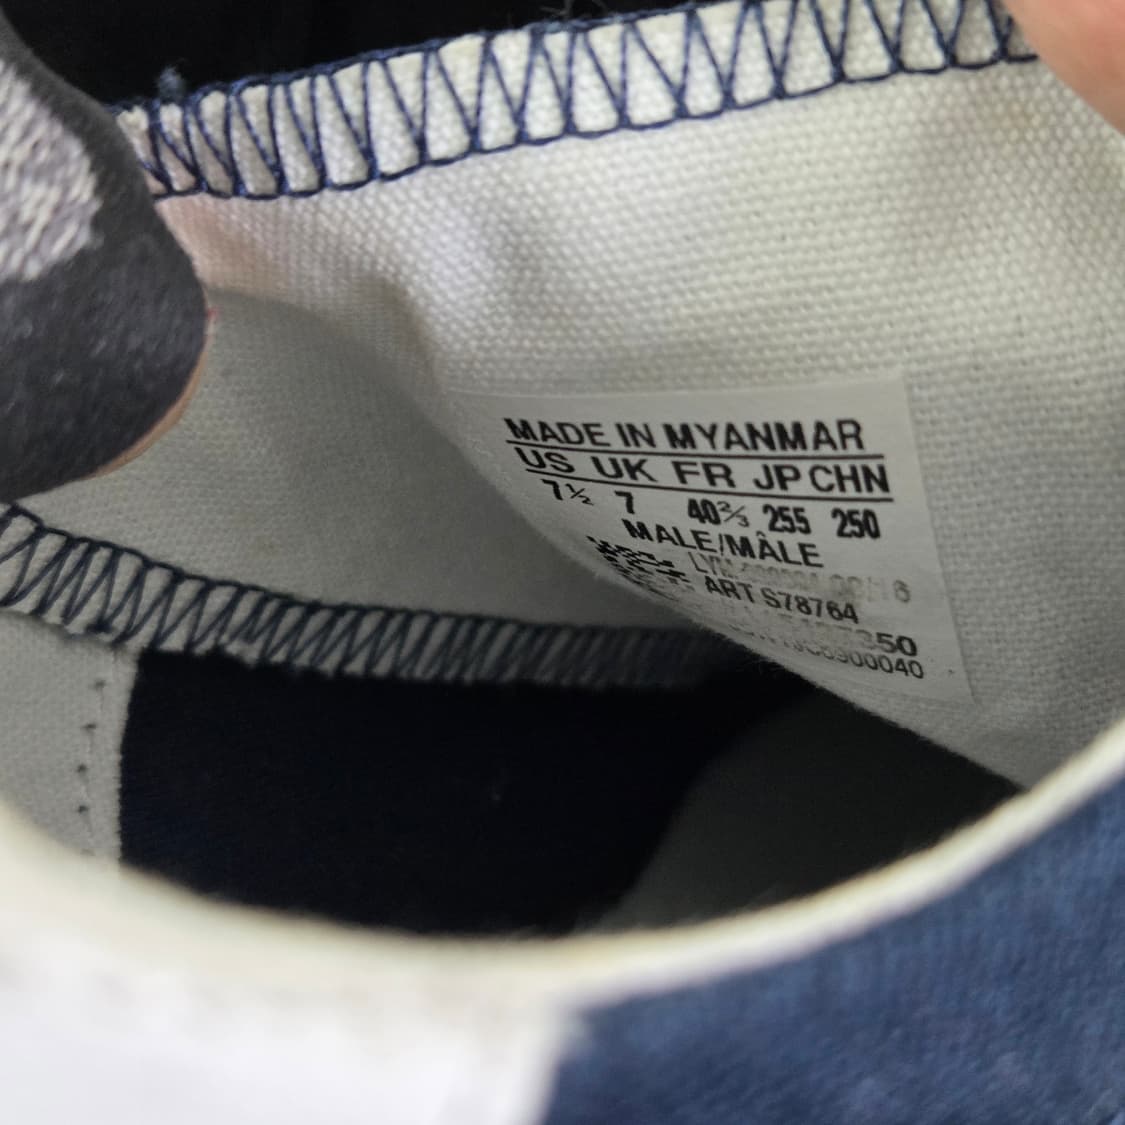 MADE IN MYANMAR
US UK FR JP CHN
7½ 7 40⅔ 255 250
MALE/MÂLE
ART S78764